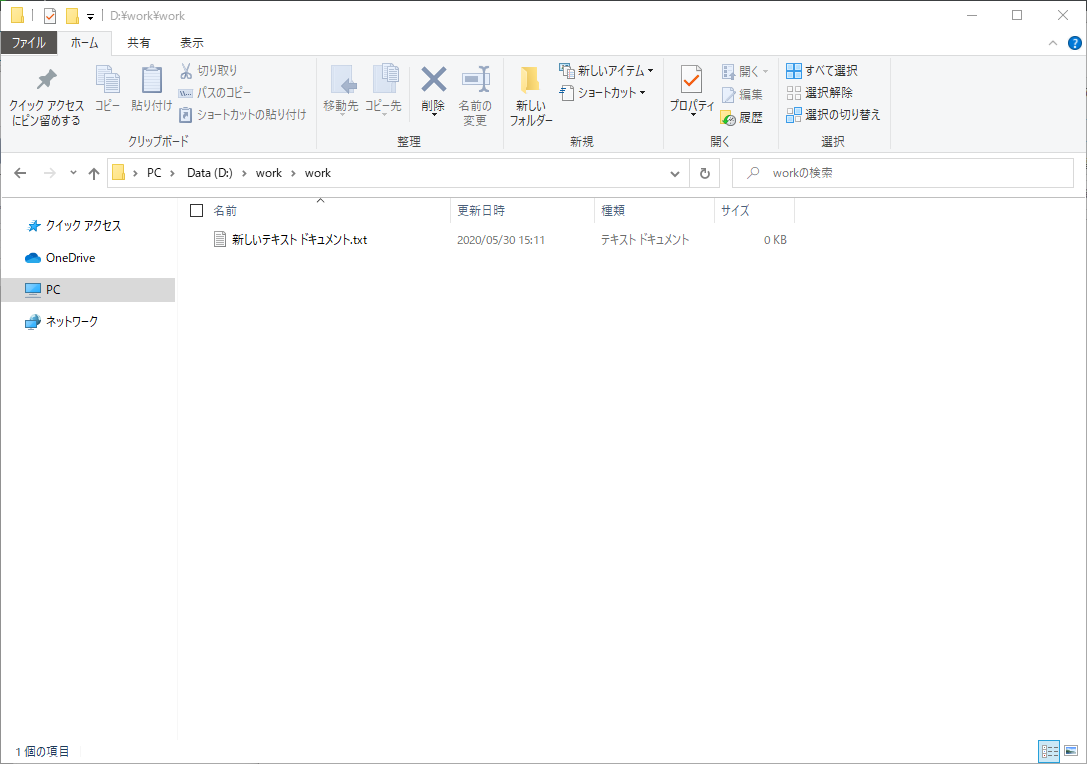 D:¥work¥work
ファイル ホーム 共有 表示
クイック アクセス
にピン留めする
コピー
貼り付け
切り取り
パスのコピー
ショートカットの貼り付け
クリップボード
移動先
コピー先
削除
名前の
変更
整理
新しい
フォルダー
新しいアイテム
ショートカット
新規
プロパティ
開く
編集
履歴
開く
すべて選択
選択解除
選択の切り替え
選択
PC › Data (D:) › work › work
workの検索
クイック アクセス
OneDrive
PC
ネットワーク
名前 更新日時 種類 サイズ
新しいテキスト ドキュメント.txt 2020/05/30 15:11 テキスト ドキュメント 0 KB
1 個の項目